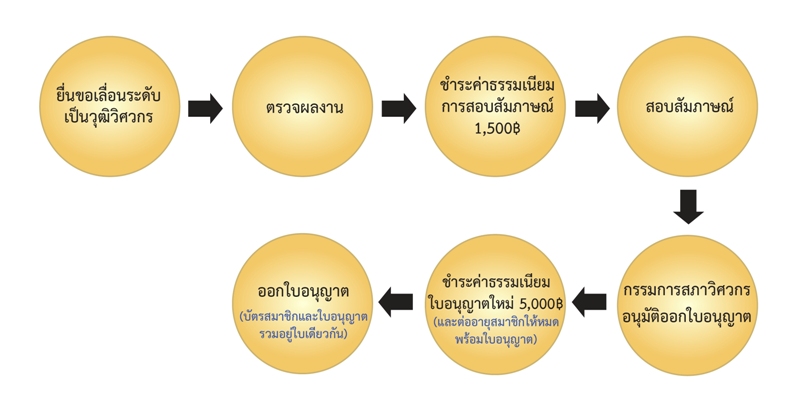 ยื่นขอเลื่อนระดับ
เป็นวุฒิวิศวกร
ตรวจผลงาน
ชำระค่าธรรมเนียม
การสอบสัมภาษณ์
1,500฿
สอบสัมภาษณ์
กรรมการสภาวิศวกร
อนุมัติออกใบอนุญาต
ชำระค่าธรรมเนียม
ใบอนุญาตใหม่ 5,000฿
(และต่ออายุสมาชิกให้หมด
พร้อมใบอนุญาต)
ออกใบอนุญาต
(บัตรสมาชิกและใบอนุญาต
รวมอยู่ใบเดียวกัน)